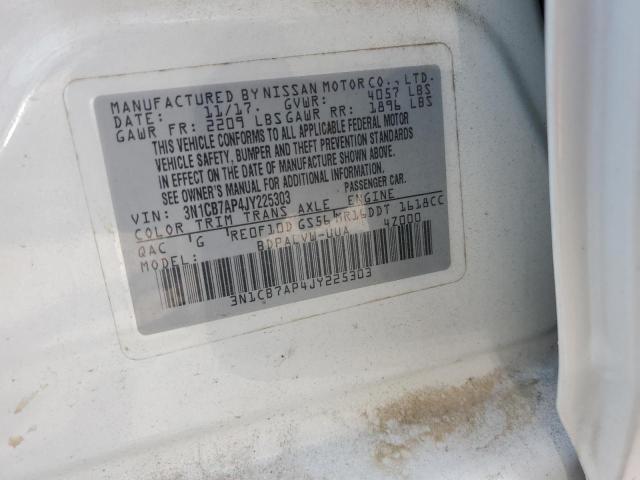 MANUFACTURED BY NISSAN MOTOR CO., LTD.
DATE: 11/17. GVWR: 4057 LBS
GAWR FR: 2209 LBS GAWR RR: 1896 LBS
THIS VEHICLE CONFORMS TO ALL APPLICABLE FEDERAL MOTOR
VEHICLE SAFETY, BUMPER AND THEFT PREVENTION STANDARDS
IN EFFECT ON THE DATE OF MANUFACTURE SHOWN ABOVE.
SEE OWNER'S MANUAL FOR ADDITIONAL INFORMATION.
VIN: 3N1CB7AP4JY225303 PASSENGER CAR.
COLOR TRIM TRANS AXLE ENGINE
QAC G RE0F10D GS56 MR16DDT 1618CC
MODEL: BDPALVW-UUA 4Z000
3N1CB7AP4JY225303